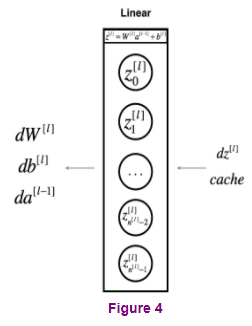 Linear
z^[l] = W^[l] a^[l-1] + b^[l]
z_0^[l]
z_1^[l]
dW^[l]
db^[l]
da^[l-1]
...
dz^[l]
cache
z_{n^[l]-2}^[l]
z_{n^[l]-1}^[l]
Figure 4